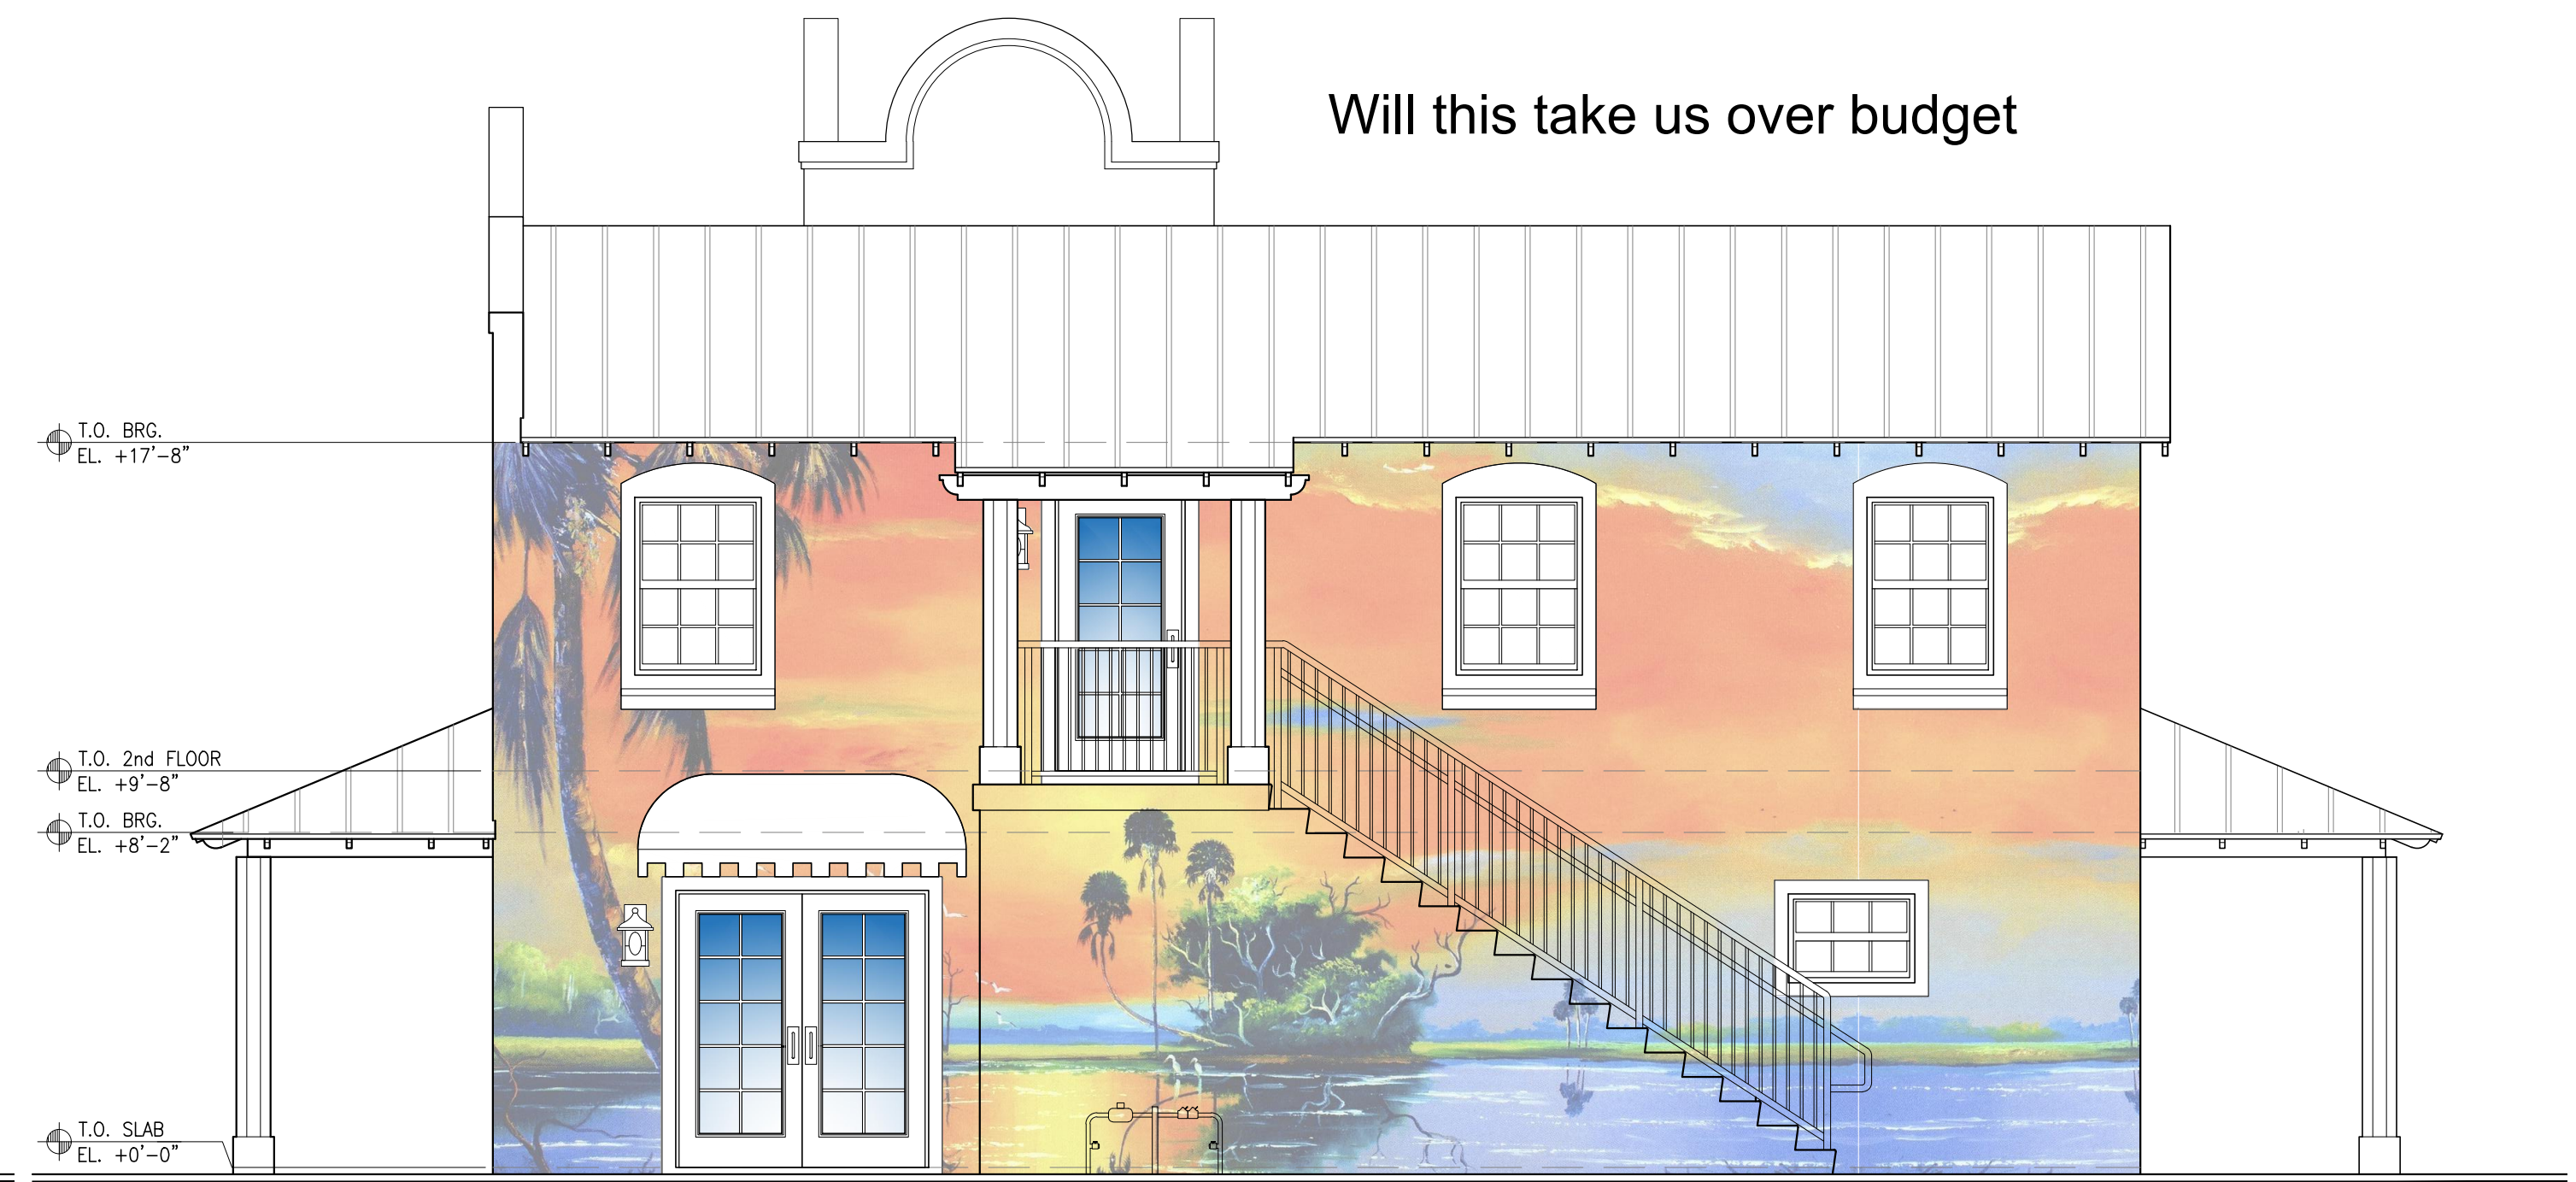 Will this take us over budget
T.O. BRG.
EL. +17'-8"
T.O. 2nd FLOOR
EL. +9'-8"
T.O. BRG.
EL. +8'-2"
T.O. SLAB
EL. +0'-0"